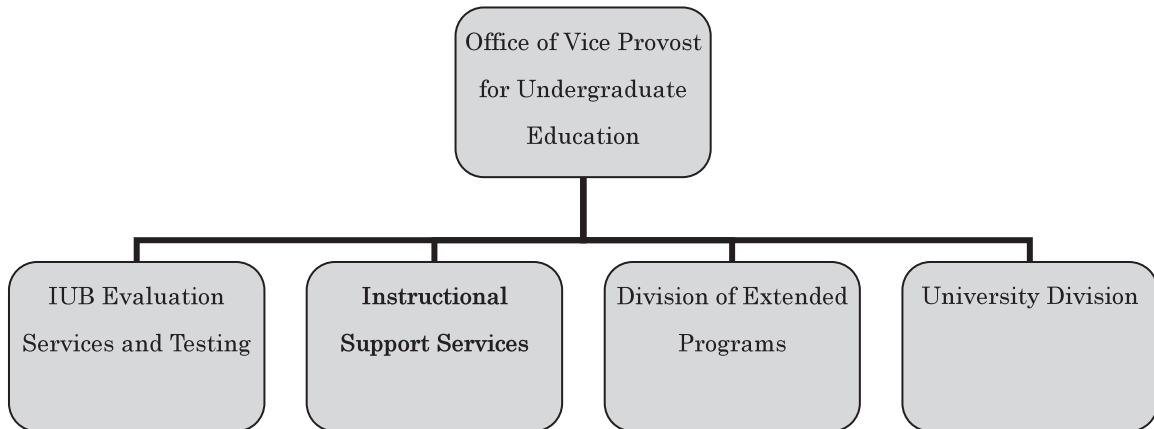 Office of Vice Provost
for Undergraduate
Education
IUB Evaluation
Services and Testing
Instructional
Support Services
Division of Extended
Programs
University Division